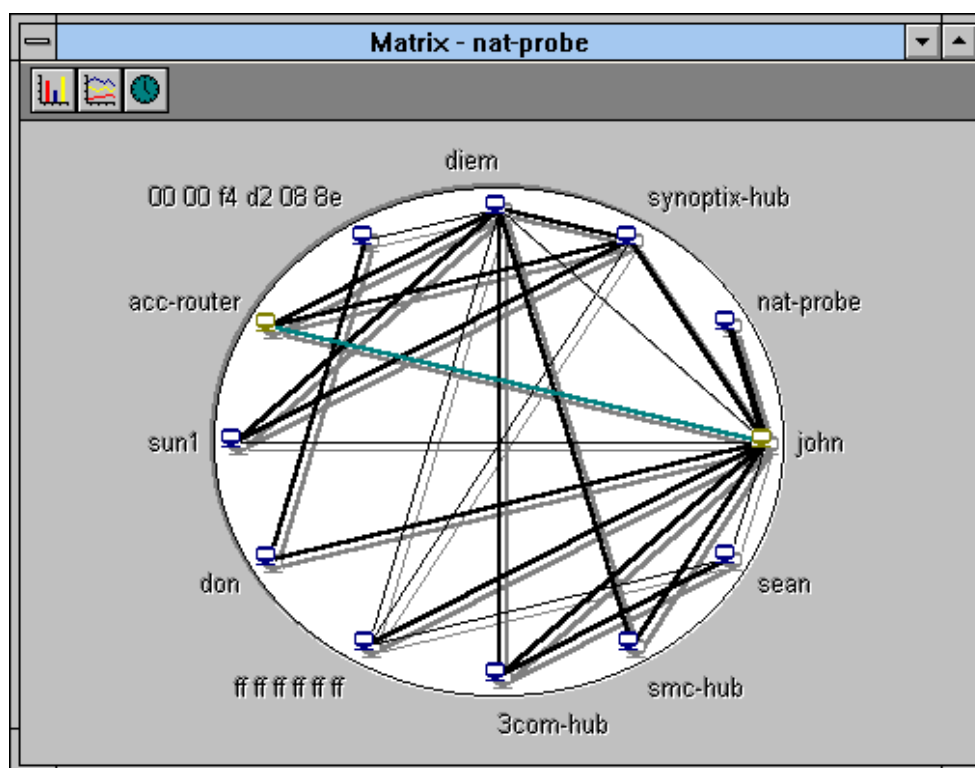 Matrix - nat-probe
diem
00 00 f4 d2 08 8e
synoptix-hub
acc-router
nat-probe
sun1
john
don
sean
ff ff ff ff ff ff
smc-hub
3com-hub